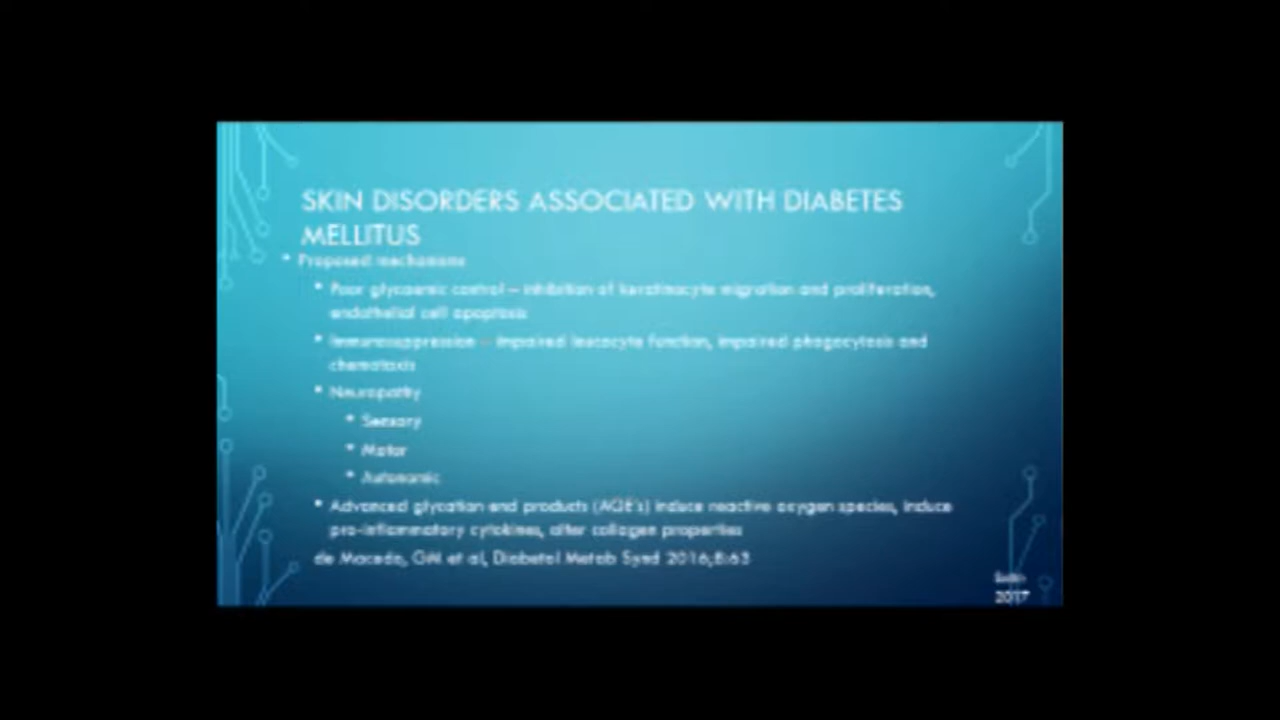 SKIN DISORDERS ASSOCIATED WITH DIABETES
MELLITUS
• Proposed mechanisms
• Poor glycaemic control – inhibition of keratinocyte migration and proliferation,
endothelial cell apoptosis
• Immunosuppression – impaired leucocyte function, impaired phagocytosis and
chemotaxis
• Neuropathy
• Sensory
• Motor
• Autonomic
• Advanced glycation end products (AGE's) induce reactive oxygen species, induce
pro-inflammatory cytokines, alter collagen properties
de Macedo, GM et al, Diabetol Metab Synd 2016,8:63
2017